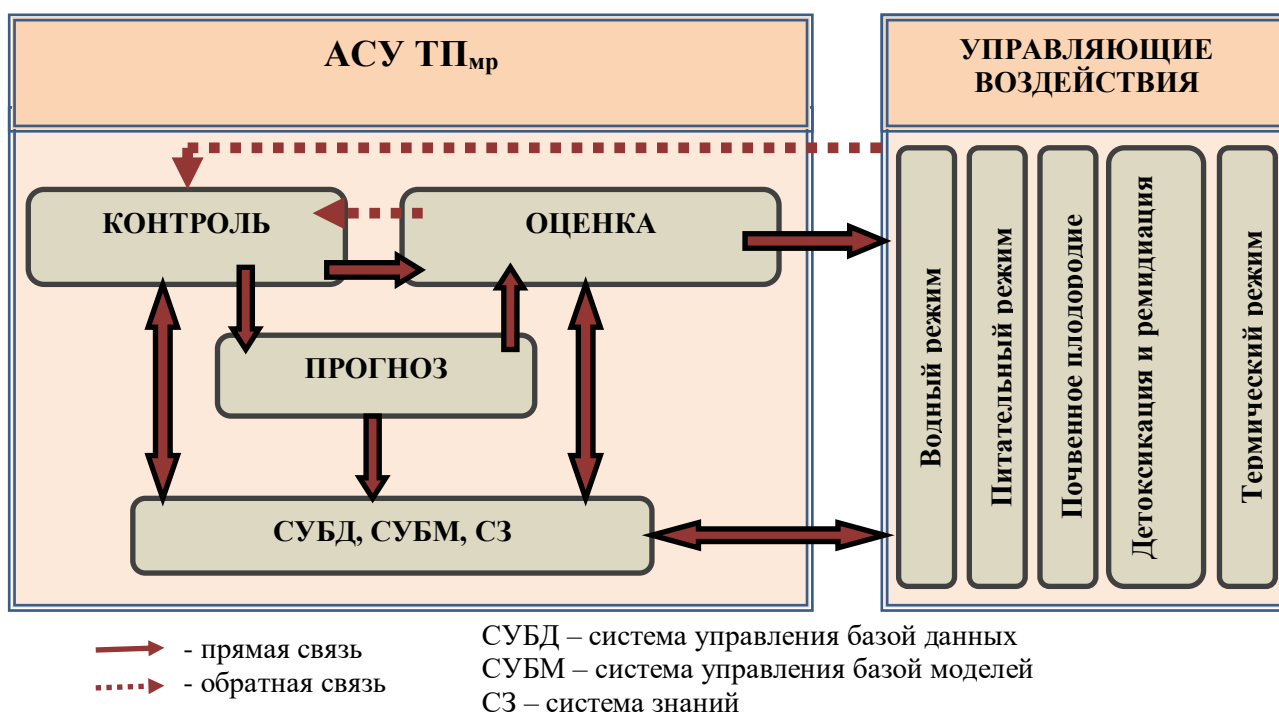 АСУ ТПмр
УПРАВЛЯЮЩИЕ
ВОЗДЕЙСТВИЯ
КОНТРОЛЬ
ОЦЕНКА
ПРОГНОЗ
СУБД, СУБМ, СЗ
Водный режим
Питательный режим
Почвенное плодородие
Детоксикация и ремидиация
Термический режим
- прямая связь
- обратная связь
СУБД – система управления базой данных
СУБМ – система управления базой моделей
СЗ – система знаний